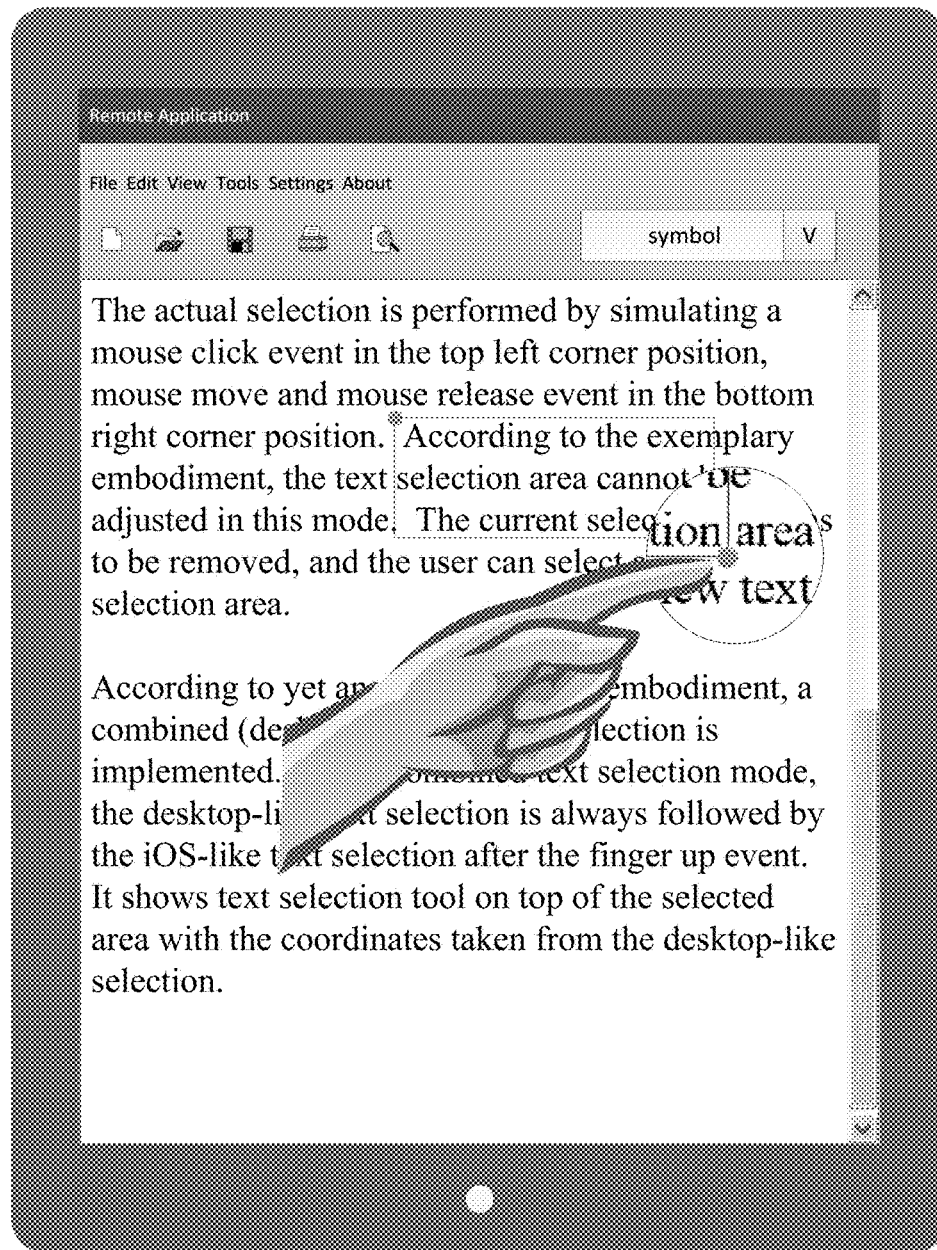 Remote Application
File Edit View Tools Settings About
symbol V
The actual selection is performed by simulating a
mouse click event in the top left corner position,
mouse move and mouse release event in the bottom
right corner position. According to the exemplary
embodiment, the text selection area cannot be
adjusted in this mode. The current selection area s
to be removed, and the user can select new text
selection area.
According to yet embodiment, a
combined lection is
implemented. text selection mode,
the desktop-li selection is always followed by
the iOS-like text selection after the finger up event.
It shows text selection tool on top of the selected
area with the coordinates taken from the desktop-like
selection.